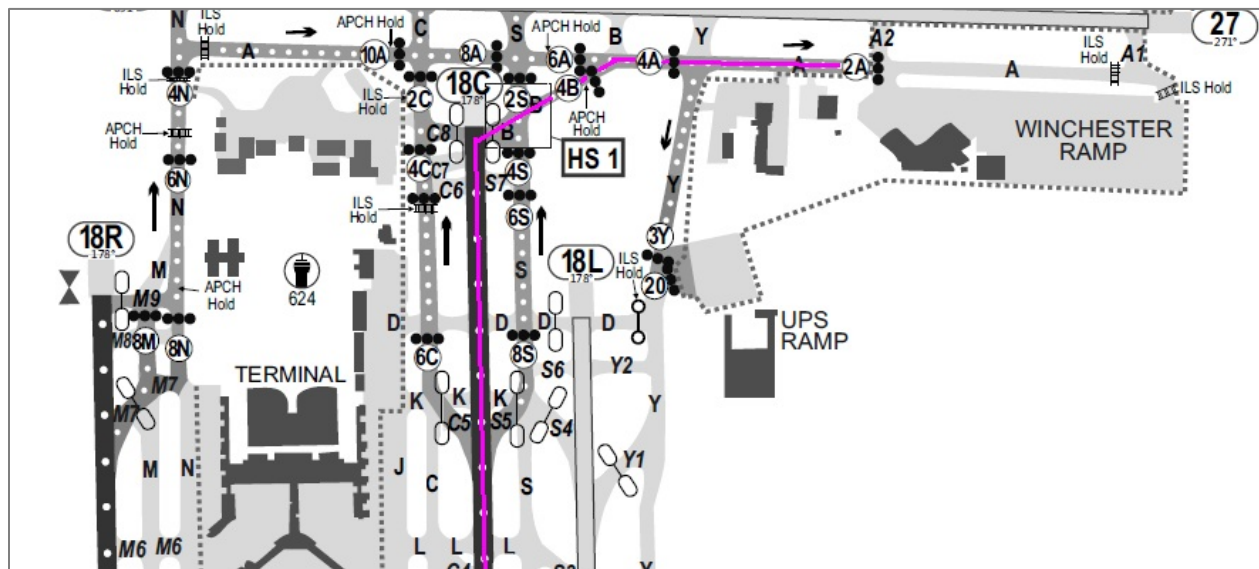 N
ILS
Hold
A
APCH Hold
10A
C
8A
S
APCH Hold
6A
B
4A
Y
A
2A
A2
A
ILS
Hold
A1
27
271°
ILS Hold
ILS
Hold
4N
APCH
Hold
6N
N
ILS
Hold
2C
18C
178°
C8
2S
B
B
4B
APCH
Hold
HS 1
4C
C7
C6
S7
4S
6S
S
ILS
Hold
WINCHESTER
RAMP
Y
3Y
20
ILS
Hold
18R
178°
M
M9
M8
8M
8N
APCH
Hold
624
18L
178°
D
D
D
D
6C
8S
S6
Y2
UPS
RAMP
TERMINAL
M7
M7
K
K
K
C5
S5
S4
Y
Y1
M
N
J
C
S
M6
M6
L
L
L
C4
Y